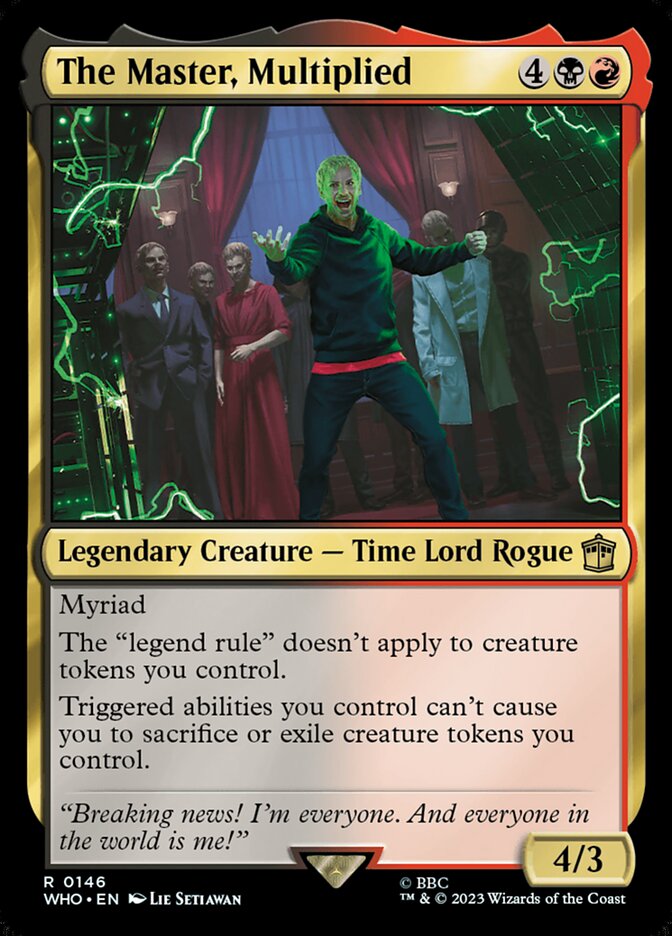 The Master, Multiplied 4
Legendary Creature — Time Lord Rogue
Myriad
The “legend rule” doesn’t apply to creature
tokens you control.
Triggered abilities you control can’t cause
you to sacrifice or exile creature tokens you
control.
“Breaking news! I’m everyone. And everyone in
the world is me!”
4/3
R 0146
WHO • EN Lie Setiawan
© BBC
™ & © 2023 Wizards of the Coast